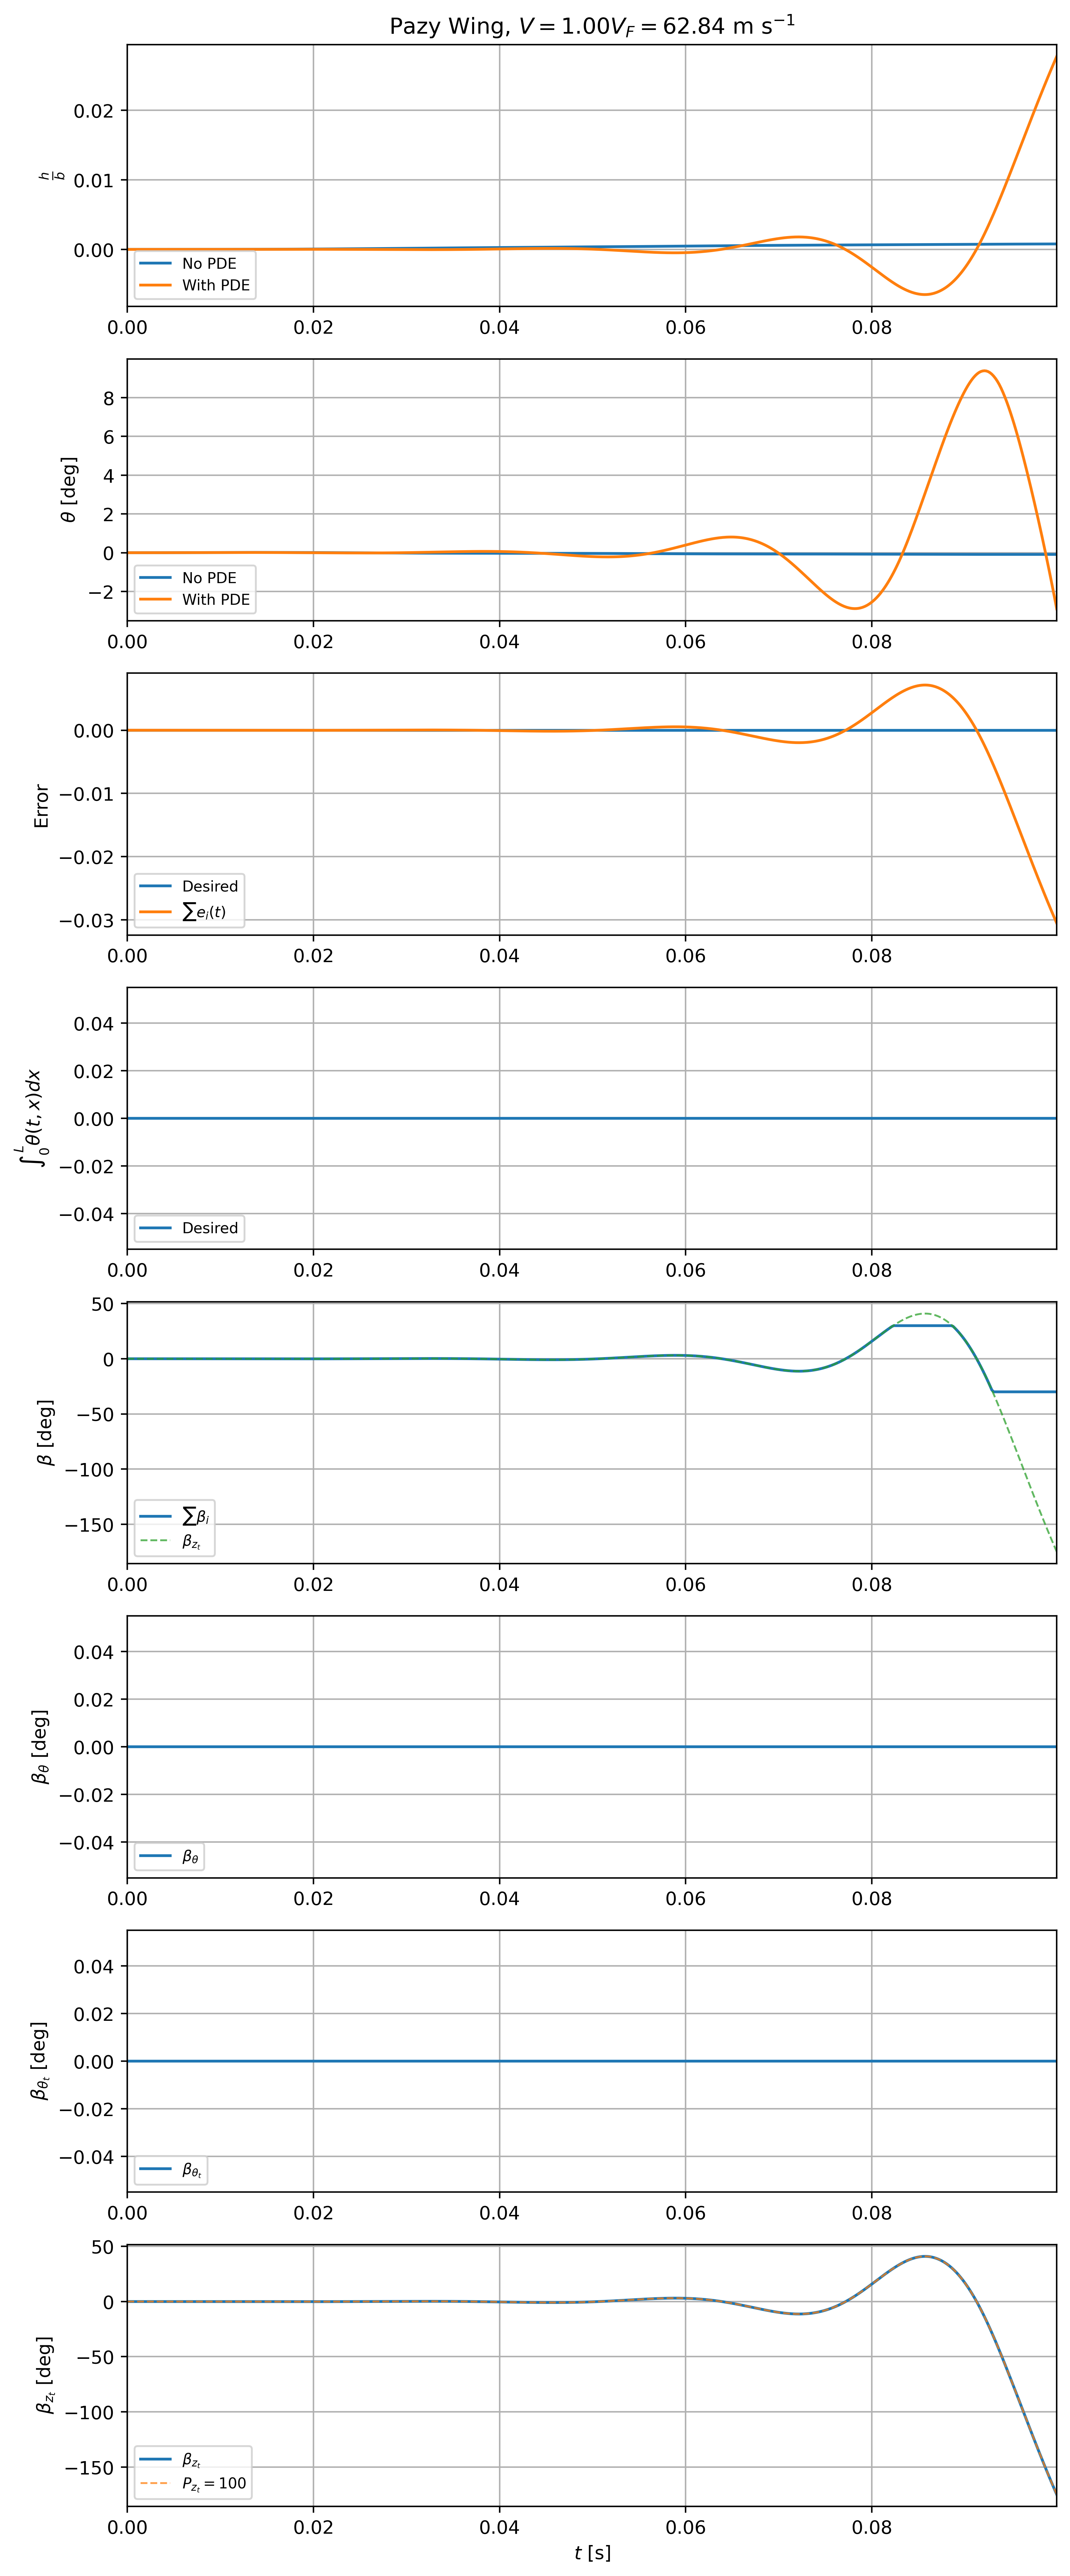 Pazy Wing, V = 1.00V_F = 62.84 m s⁻¹
h/b
0.02
0.01
0.00
No PDE
With PDE
0.00 0.02 0.04 0.06 0.08
θ [deg]
8
6
4
2
0
−2
No PDE
With PDE
0.00 0.02 0.04 0.06 0.08
Error
0.00
−0.01
−0.02
−0.03
Desired
∑e_i(t)
0.00 0.02 0.04 0.06 0.08
∫₀ᴸθ(t, x)dx
0.04
0.02
0.00
−0.02
−0.04
Desired
0.00 0.02 0.04 0.06 0.08
β [deg]
50
0
−50
−100
−150
∑β_i
β_{z_t}
0.00 0.02 0.04 0.06 0.08
β_θ [deg]
0.04
0.02
0.00
−0.02
−0.04
β_θ
0.00 0.02 0.04 0.06 0.08
β_{θ_t} [deg]
0.04
0.02
0.00
−0.02
−0.04
β_{θ_t}
0.00 0.02 0.04 0.06 0.08
β_{z_t} [deg]
50
0
−50
−100
−150
β_{z_t}
P_{z_t} = 100
0.00 0.02 0.04 0.06 0.08
t [s]